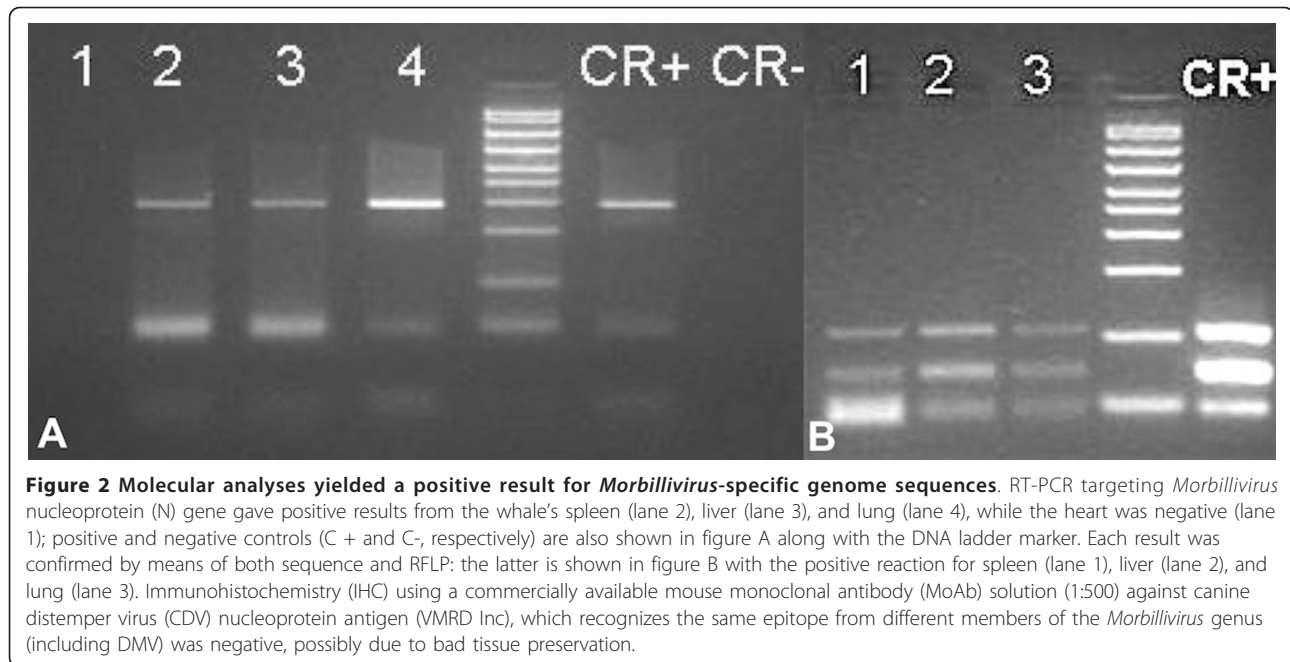 1 2 3 4 CR+ CR- 1 2 3 CR+
A B
Figure 2 Molecular analyses yielded a positive result for Morbillivirus-specific genome sequences. RT-PCR targeting Morbillivirus
nucleoprotein (N) gene gave positive results from the whale's spleen (lane 2), liver (lane 3), and lung (lane 4), while the heart was negative (lane
1); positive and negative controls (C + and C-, respectively) are also shown in figure A along with the DNA ladder marker. Each result was
confirmed by means of both sequence and RFLP: the latter is shown in figure B with the positive reaction for spleen (lane 1), liver (lane 2), and
lung (lane 3). Immunohistochemistry (IHC) using a commercially available mouse monoclonal antibody (MoAb) solution (1:500) against canine
distemper virus (CDV) nucleoprotein antigen (VMRD Inc), which recognizes the same epitope from different members of the Morbillivirus genus
(including DMV) was negative, possibly due to bad tissue preservation.